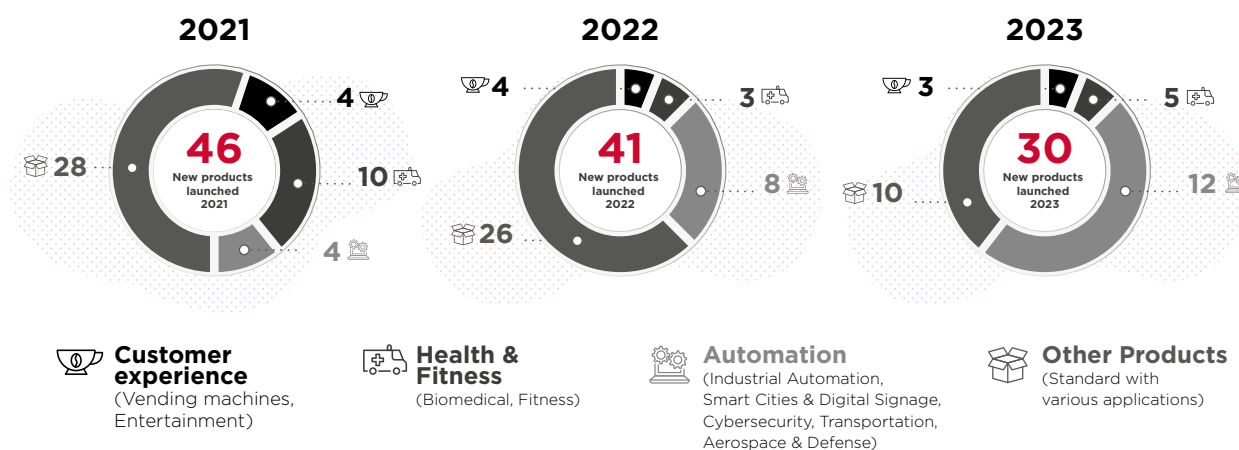 2021
2022
2023
4
10
4
28
46
New products
launched
2021
4
3
8
26
41
New products
launched
2022
3
5
12
10
30
New products
launched
2023
Customer
experience
(Vending machines,
Entertainment)
Health &
Fitness
(Biomedical, Fitness)
Automation
(Industrial Automation,
Smart Cities & Digital Signage,
Cybersecurity, Transportation,
Aerospace & Defense)
Other Products
(Standard with
various applications)